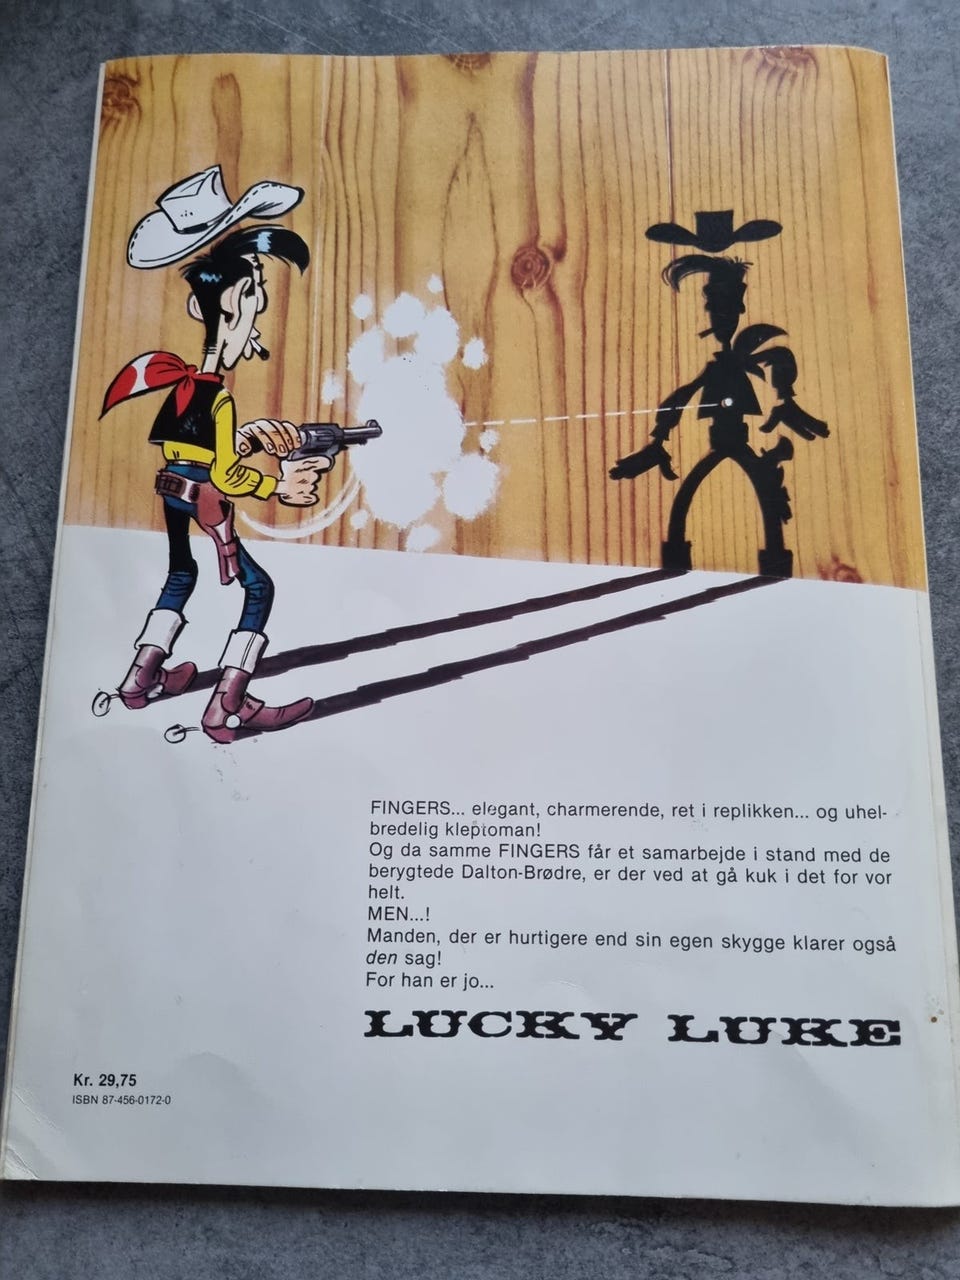 FINGERS... elegant, charmerende, ret i replikken... og uhel-
bredelig kleptoman!
Og da samme FINGERS får et samarbejde i stand med de
berygtede Dalton-Brødre, er der ved at gå kuk i det for vor
helt.
MEN...!
Manden, der er hurtigere end sin egen skygge klarer også
den sag!
For han er jo...
LUCKY LUKE
Kr. 29,75
ISBN 87-456-0172-0